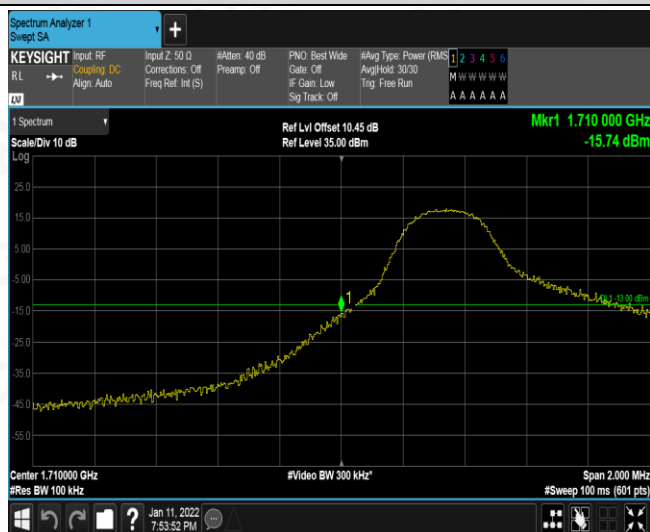 Spectrum Analyzer 1
Swept SA
KEYSIGHT
RL
Input: RF
Coupling: DC
Align: Auto
Input Z: 50 Ω
Corrections: Off
Freq Ref: Int (S)
#Atten: 40 dB
Preamp: Off
PNO: Best Wide
Gate: Off
IF Gain: Low
Sig Track: Off
#Avg Type: Power (RMS
Avg|Hold: 30/30
Trig: Free Run
1 2 3 4 5 6
M W W W W W
A A A A A A
LXI
1 Spectrum
Scale/Div 10 dB
Ref Lvl Offset 10.45 dB
Ref Level 35.00 dBm
Mkr1 1.710 000 GHz
-15.74 dBm
Log
25.0
15.0
5.00
-5.00
-15.0
-25.0
-35.0
-45.0
-55.0
1
DL1 -13.00 dBm
Center 1.710000 GHz
#Res BW 100 kHz
#Video BW 300 kHz*
Span 2.000 MHz
#Sweep 100 ms (601 pts)
?
Jan 11, 2022
7:53:52 PM